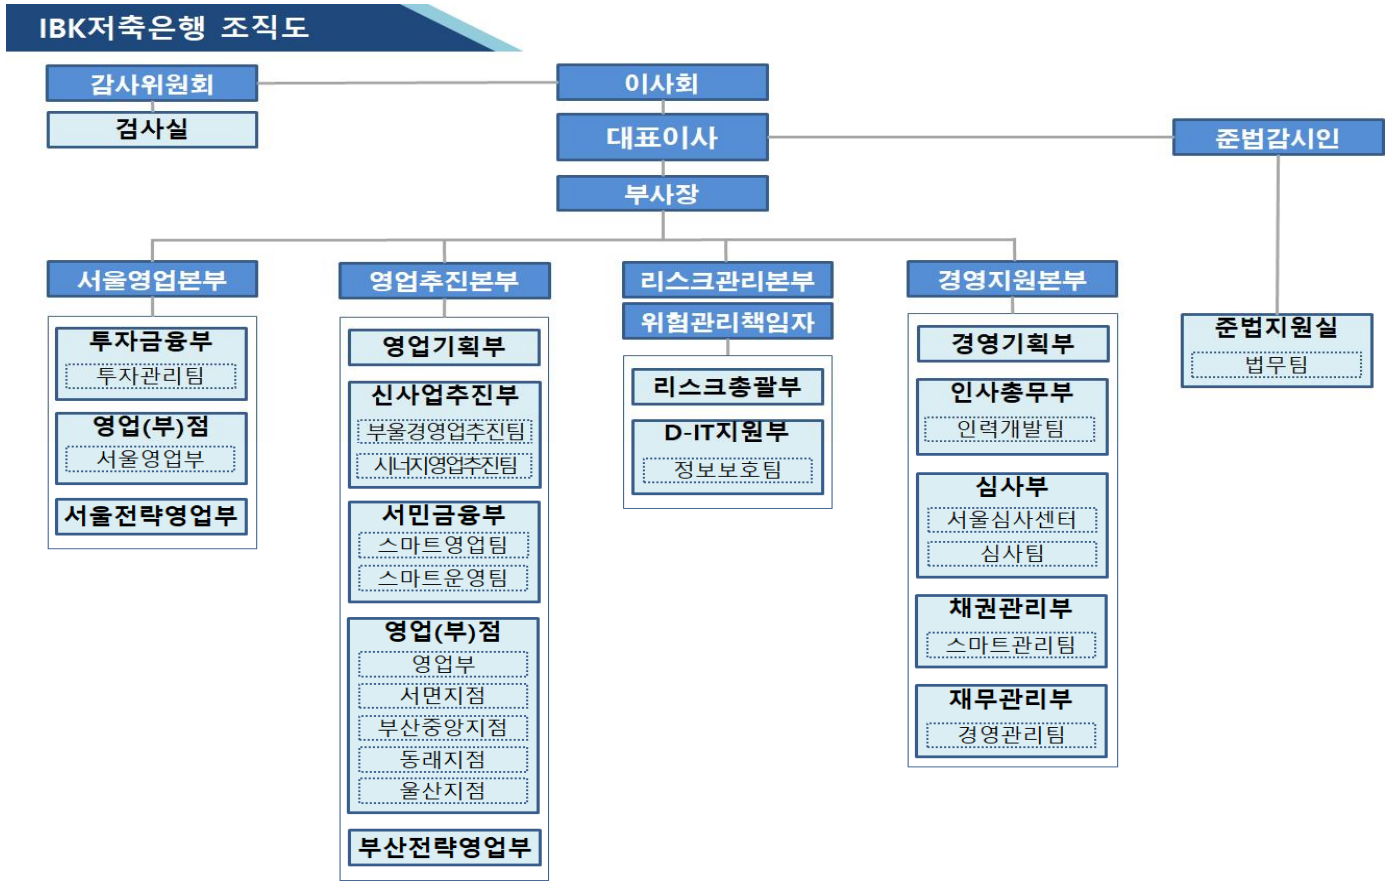 IBK저축은행 조직도
감사위원회
검사실
이사회
대표이사
부사장
준법감시인
서울영업본부
투자금융부
투자관리팀
영업(부)점
서울영업부
서울전략영업부
영업추진본부
영업기획부
신사업추진부
부울경영업추진팀
시너지영업추진팀
서민금융부
스마트영업팀
스마트운영팀
영업(부)점
영업부
서면지점
부산중앙지점
동래지점
울산지점
부산전략영업부
리스크관리본부
위험관리책임자
리스크총괄부
D-IT지원부
정보보호팀
경영지원본부
경영기획부
인사총무부
인력개발팀
심사부
서울심사센터
심사팀
채권관리부
스마트관리팀
재무관리부
경영관리팀
준법지원실
법무팀